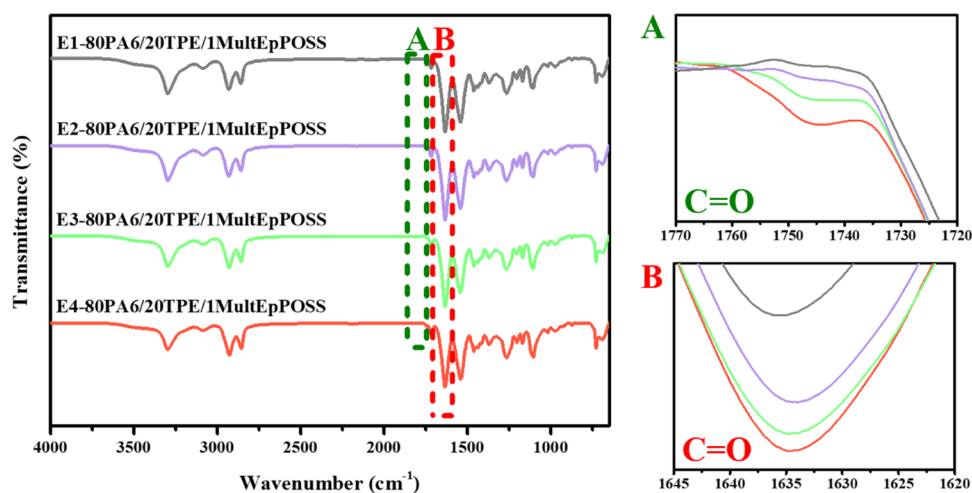 E1-80PA6/20TPE/1MultEpPOSS
E2-80PA6/20TPE/1MultEpPOSS
E3-80PA6/20TPE/1MultEpPOSS
E4-80PA6/20TPE/1MultEpPOSS
A
B
Transmittance (%)
4000 3500 3000 2500 2000 1500 1000
Wavenumber (cm⁻¹)
A
C=O
1770 1760 1750 1740 1730 1720
B
C=O
1645 1640 1635 1630 1625 1620